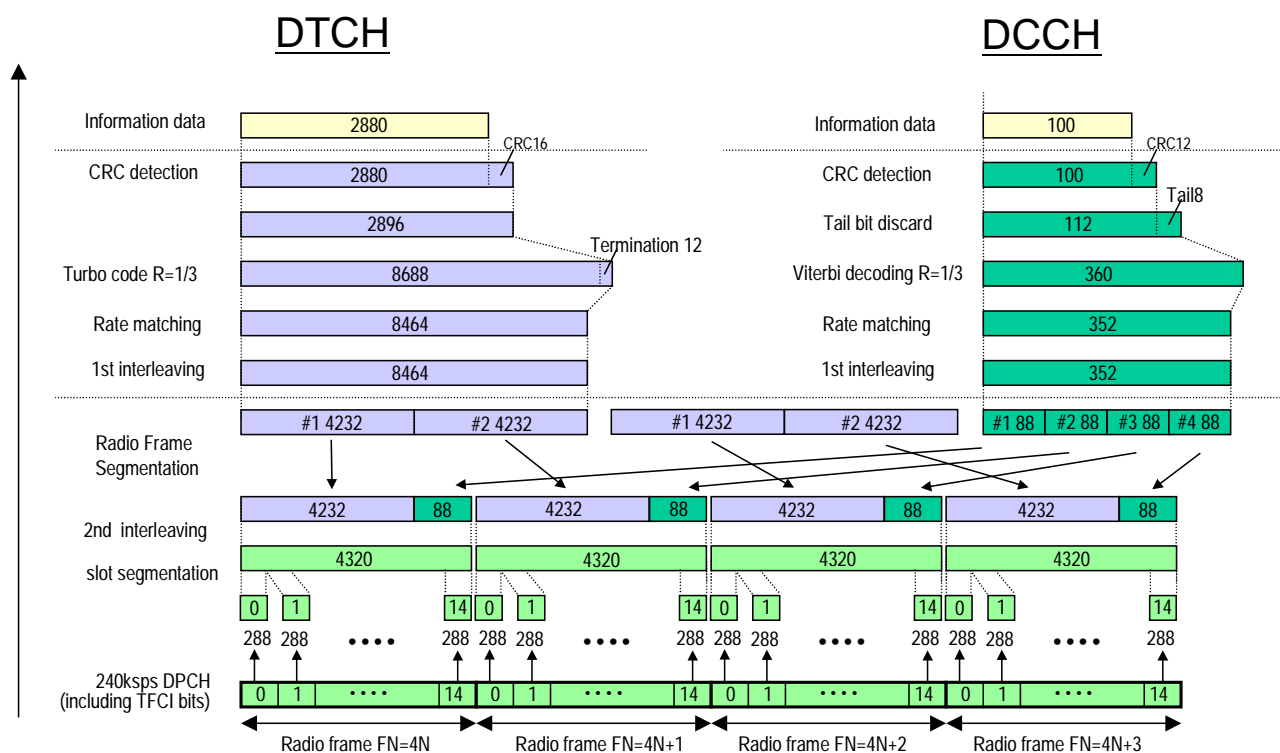 DTCH
DCCH
Information data
2880
Information data
100
CRC16
CRC12
CRC detection
2880
CRC detection
100
Tail8
2896
Tail bit discard
112
Termination 12
Turbo code R=1/3
8688
Viterbi decoding R=1/3
360
Rate matching
8464
Rate matching
352
1st interleaving
8464
1st interleaving
352
#1 4232 #2 4232 #1 4232 #2 4232 #1 88 #2 88 #3 88 #4 88
Radio Frame
Segmentation
4232 88 4232 88 4232 88 4232 88
2nd interleaving
4320 4320 4320 4320
slot segmentation
0 1 14 0 1 14 0 1 14 0 1 14
288 288 •••• 288 288 288 •••• 288 288 288 •••• 288 288 288 •••• 288
240ksps DPCH
(including TFCI bits)
0 1 •••• 14 0 1 •••• 14 0 1 •••• 14 0 1 •••• 14
Radio frame FN=4N Radio frame FN=4N+1 Radio frame FN=4N+2 Radio frame FN=4N+3